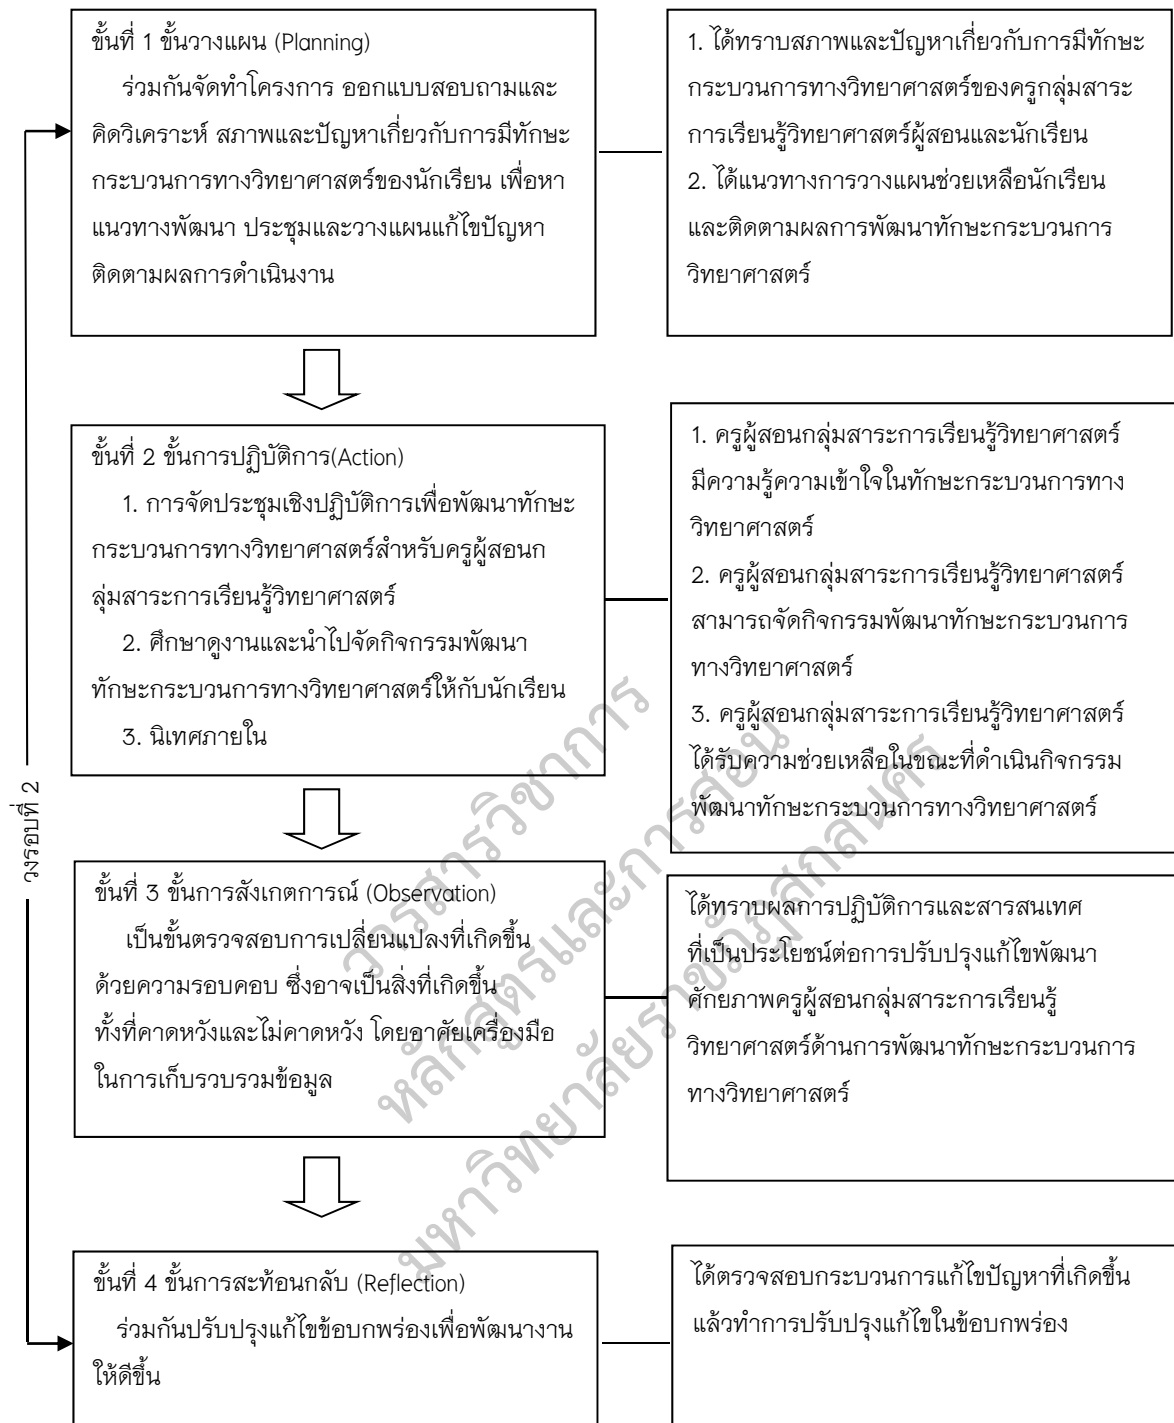 ขั้นที่ 1 ขั้นวางแผน (Planning)
ร่วมกันจัดทำโครงการ ออกแบบสอบถามและ
คิดวิเคราะห์ สภาพและปัญหาเกี่ยวกับการมีทักษะ
กระบวนการทางวิทยาศาสตร์ของนักเรียน เพื่อหา
แนวทางพัฒนา ประชุมและวางแผนแก้ไขปัญหา
ติดตามผลการดำเนินงาน
1. ได้ทราบสภาพและปัญหาเกี่ยวกับการมีทักษะ
กระบวนการทางวิทยาศาสตร์ของครูกลุ่มสาระ
การเรียนรู้วิทยาศาสตร์ผู้สอนและนักเรียน
2. ได้แนวทางการวางแผนช่วยเหลือนักเรียน
และติดตามผลการพัฒนาทักษะกระบวนการ
วิทยาศาสตร์
ขั้นที่ 2 ขั้นการปฏิบัติการ(Action)
1. การจัดประชุมเชิงปฏิบัติการเพื่อพัฒนาทักษะ
กระบวนการทางวิทยาศาสตร์สำหรับครูผู้สอนก
ลุ่มสาระการเรียนรู้วิทยาศาสตร์
2. ศึกษาดูงานและนำไปจัดกิจกรรมพัฒนา
ทักษะกระบวนการทางวิทยาศาสตร์ให้กับนักเรียน
3. นิเทศภายใน
1. ครูผู้สอนกลุ่มสาระการเรียนรู้วิทยาศาสตร์
มีความรู้ความเข้าใจในทักษะกระบวนการทาง
วิทยาศาสตร์
2. ครูผู้สอนกลุ่มสาระการเรียนรู้วิทยาศาสตร์
สามารถจัดกิจกรรมพัฒนาทักษะกระบวนการ
ทางวิทยาศาสตร์
3. ครูผู้สอนกลุ่มสาระการเรียนรู้วิทยาศาสตร์
ได้รับความช่วยเหลือในขณะที่ดำเนินกิจกรรม
พัฒนาทักษะกระบวนการทางวิทยาศาสตร์
วงรอบที่ 2
ขั้นที่ 3 ขั้นการสังเกตการณ์ (Observation)
เป็นขั้นตรวจสอบการเปลี่ยนแปลงที่เกิดขึ้น
ด้วยความรอบคอบ ซึ่งอาจเป็นสิ่งที่เกิดขึ้น
ทั้งที่คาดหวังและไม่คาดหวัง โดยอาศัยเครื่องมือ
ในการเก็บรวบรวมข้อมูล
ได้ทราบผลการปฏิบัติการและสารสนเทศ
ที่เป็นประโยชน์ต่อการปรับปรุงแก้ไขพัฒนา
ศักยภาพครูผู้สอนกลุ่มสาระการเรียนรู้
วิทยาศาสตร์ด้านการพัฒนาทักษะกระบวนการ
ทางวิทยาศาสตร์
ขั้นที่ 4 ขั้นการสะท้อนกลับ (Reflection)
ร่วมกันปรับปรุงแก้ไขข้อบกพร่องเพื่อพัฒนางาน
ให้ดีขึ้น
ได้ตรวจสอบกระบวนการแก้ไขปัญหาที่เกิดขึ้น
แล้วทำการปรับปรุงแก้ไขในข้อบกพร่อง
วารสารวิชาการ
หลักสูตรและการสอน
มหาวิทยาลัยราชภัฏสกลนคร